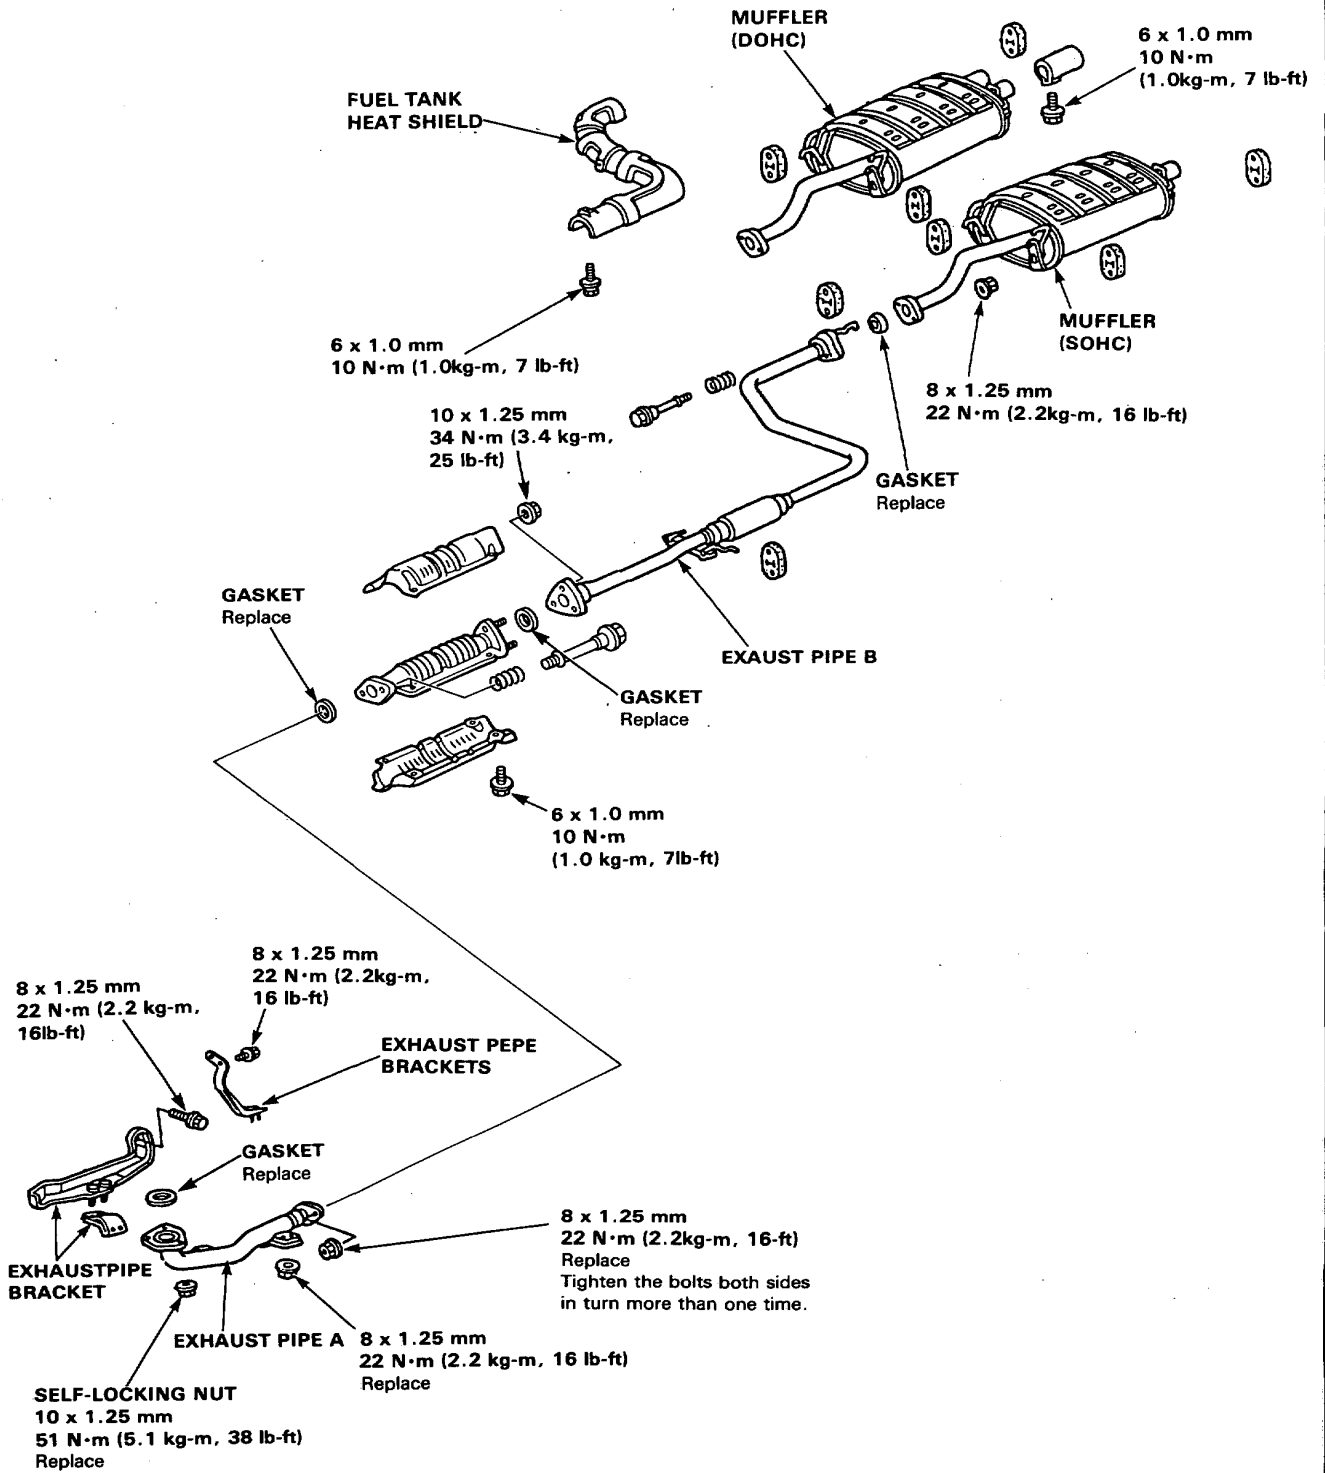 MUFFLER
(DOHC)
6 x 1.0 mm
10 N·m
(1.0kg-m, 7 lb-ft)
FUEL TANK
HEAT SHIELD
MUFFLER
(SOHC)
6 x 1.0 mm
10 N·m (1.0kg-m, 7 lb-ft)
8 x 1.25 mm
22 N·m (2.2kg-m, 16 lb-ft)
10 x 1.25 mm
34 N·m (3.4 kg-m,
25 lb-ft)
GASKET
Replace
GASKET
Replace
EXAUST PIPE B
GASKET
Replace
6 x 1.0 mm
10 N·m
(1.0 kg-m, 7lb-ft)
8 x 1.25 mm
22 N·m (2.2kg-m,
16 lb-ft)
8 x 1.25 mm
22 N·m (2.2 kg-m,
16lb-ft)
EXHAUST PEPE
BRACKETS
GASKET
Replace
8 x 1.25 mm
22 N·m (2.2kg-m, 16-ft)
Replace
Tighten the bolts both sides
in turn more than one time.
EXHAUSTPIPE
BRACKET
EXHAUST PIPE A
8 x 1.25 mm
22 N·m (2.2 kg-m, 16 lb-ft)
Replace
SELF-LOCKING NUT
10 x 1.25 mm
51 N·m (5.1 kg-m, 38 lb-ft)
Replace